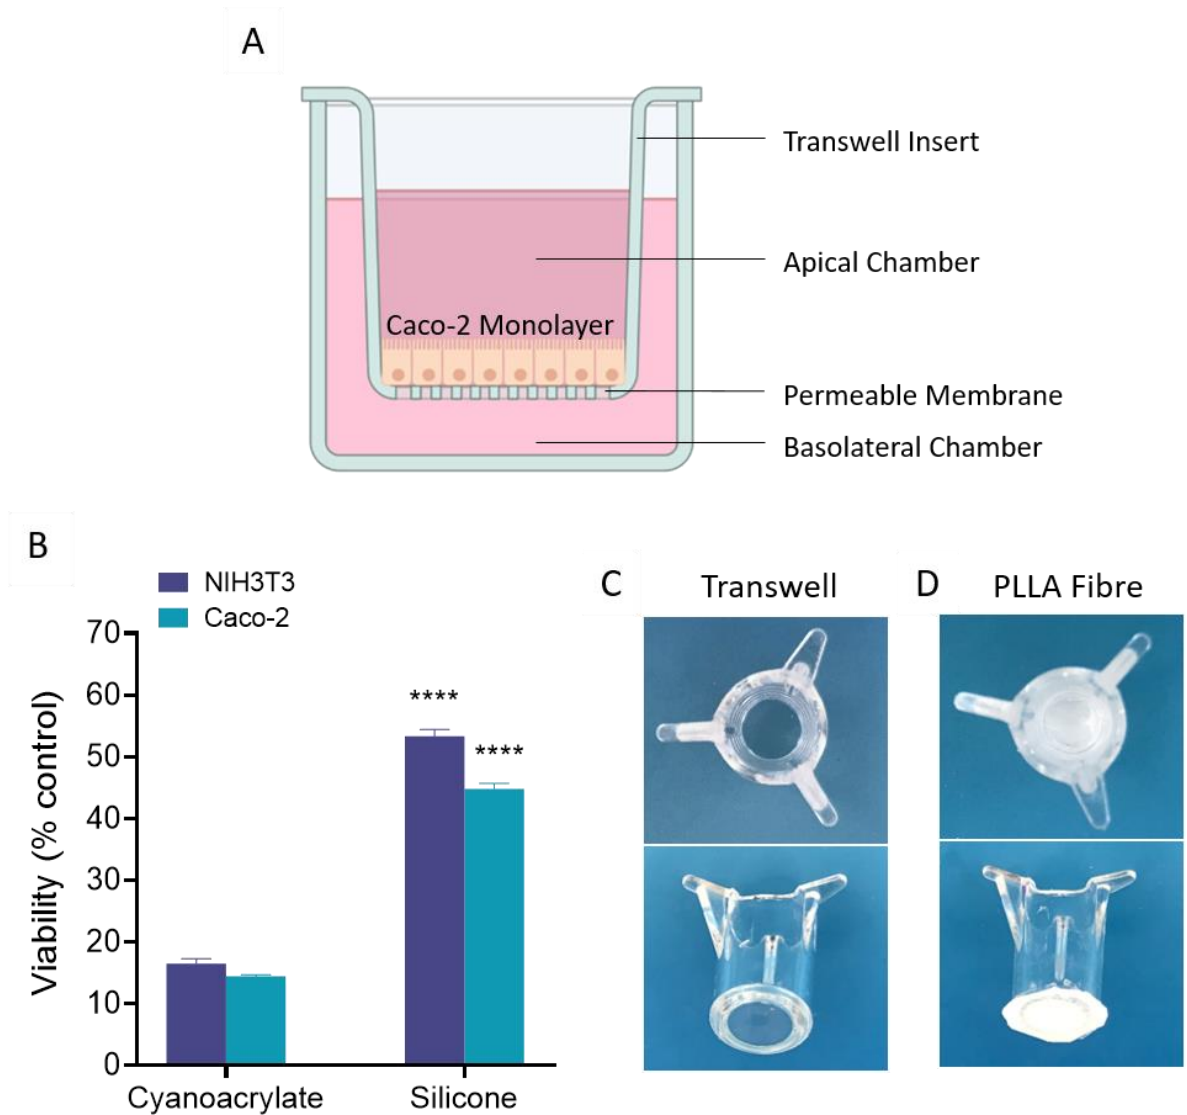 A
Transwell Insert
Apical Chamber
Caco-2 Monolayer
Permeable Membrane
Basolateral Chamber
B
NIH3T3
Caco-2
Viability (% control)
70
60
50
40
30
20
10
0
****
****
Cyanoacrylate
Silicone
C
Transwell
D
PLLA Fibre